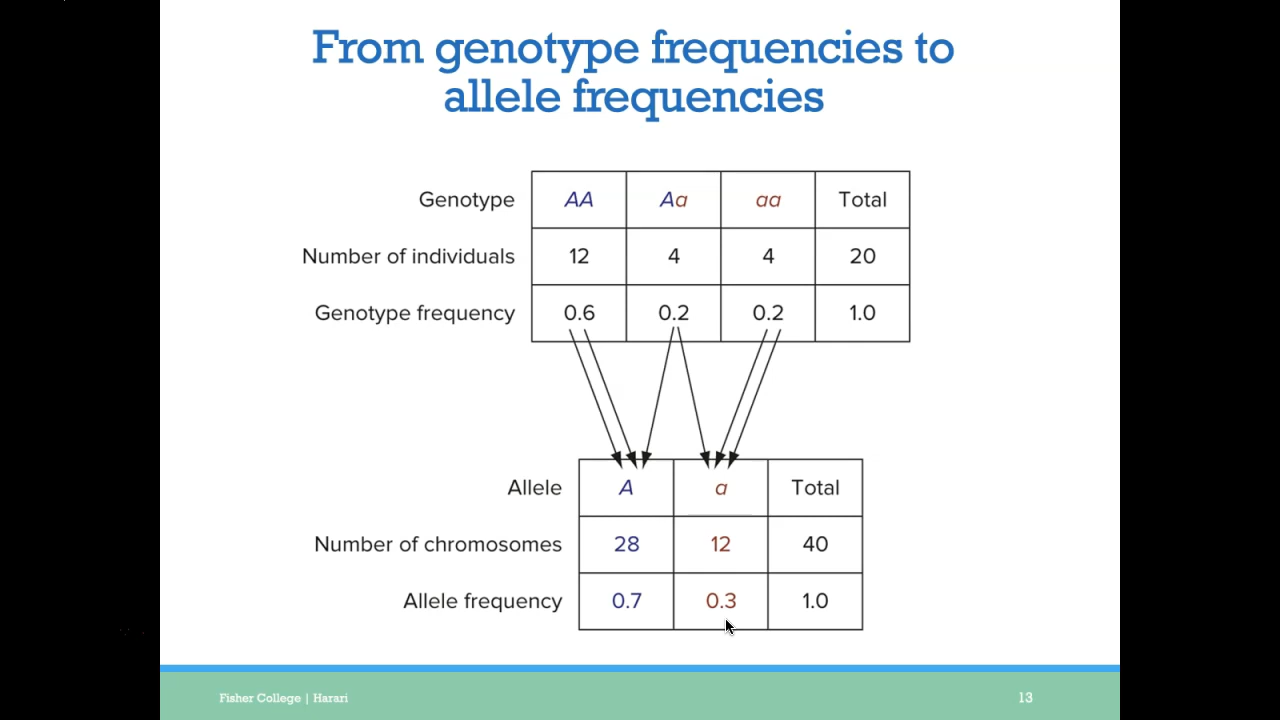 From genotype frequencies to
allele frequencies
Genotype AA Aa aa Total
Number of individuals 12 4 4 20
Genotype frequency 0.6 0.2 0.2 1.0
Allele A a Total
Number of chromosomes 28 12 40
Allele frequency 0.7 0.3 1.0
Fisher College | Harari 13